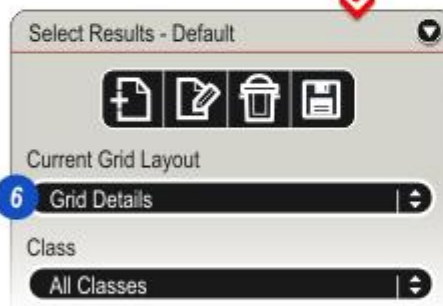 Select Results - Default
Current Grid Layout
6 Grid Details
Class
All Classes